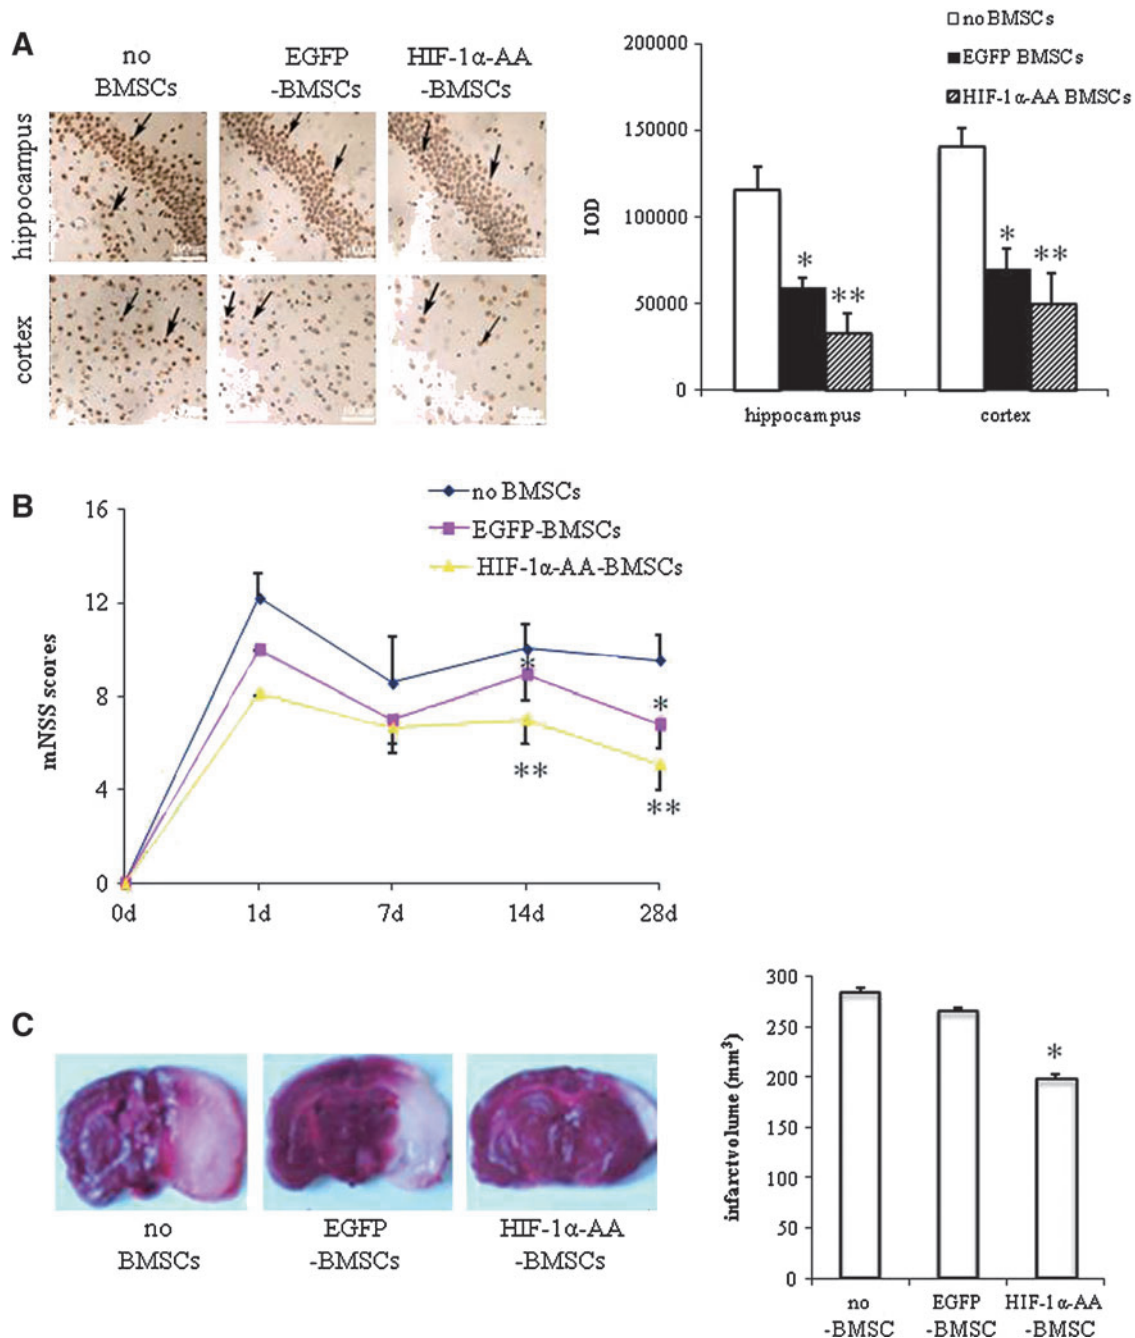 A
no
BMSCs
EGFP
-BMSCs
HIF-1α-AA
-BMSCs
hippocampus
cortex
no BMSCs
EGFP BMSCs
HIF-1α-AA BMSCs
200000
150000
100000
50000
0
IOD
*
**
*
**
hippocampus
cortex
B
no BMSCs
EGFP-BMSCs
HIF-1α-AA-BMSCs
16
12
8
4
0
mNSS scores
*
**
*
**
0d
1d
7d
14d
28d
C
no
BMSCs
EGFP
-BMSCs
HIF-1α-AA
-BMSCs
300
250
200
150
100
50
0
infarctvolume (mm³)
*
no
-BMSC
EGFP
-BMSC
HIF-1α-AA
-BMSC